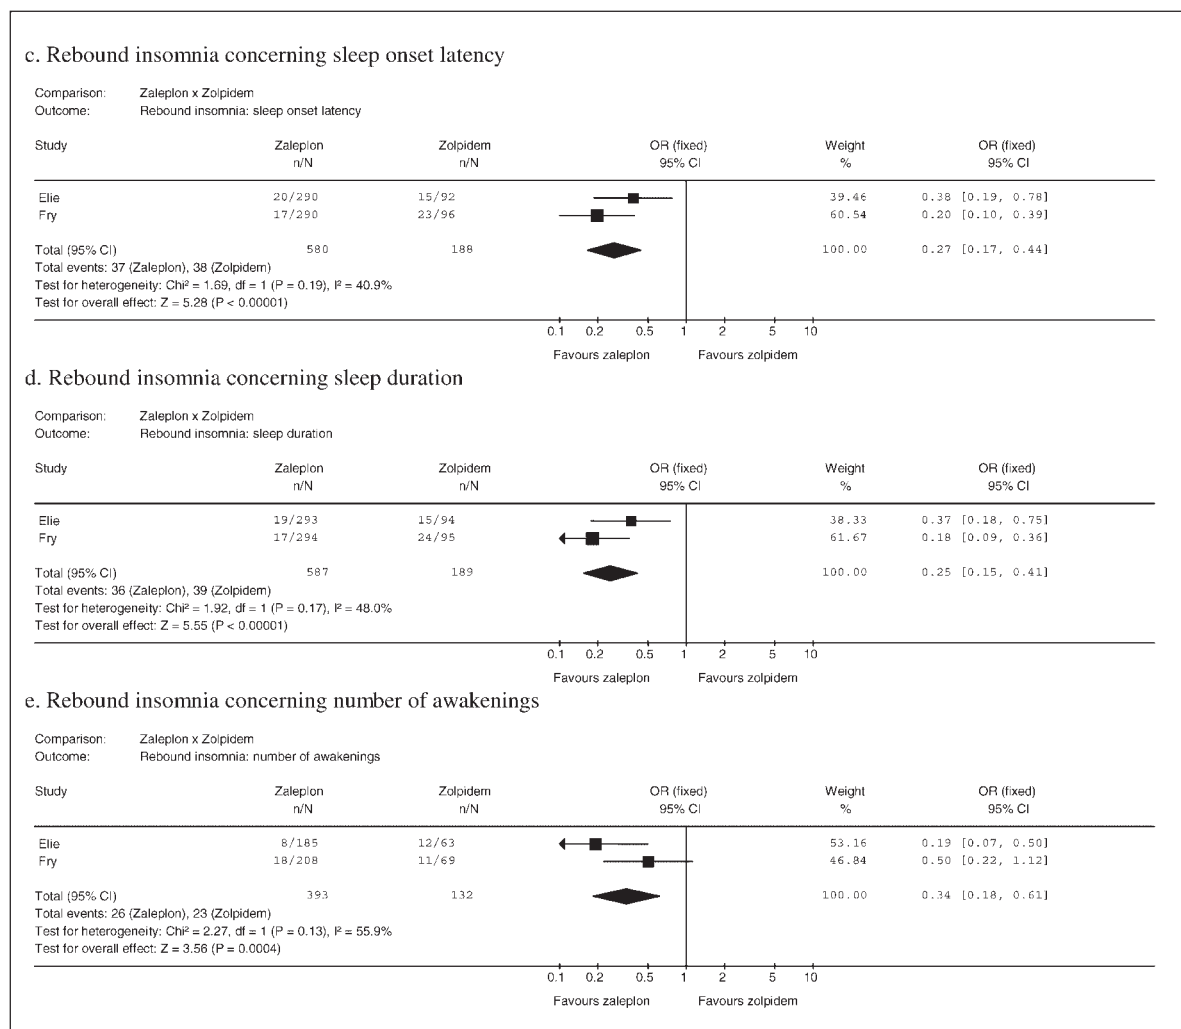 c. Rebound insomnia concerning sleep onset latency
Comparison: Zaleplon x Zolpidem
Outcome: Rebound insomnia: sleep onset latency
Study Zaleplon Zolpidem OR (fixed) Weight OR (fixed)
n/N n/N 95% CI % 95% CI
Elie 20/290 15/92 39.46 0.38 [0.19, 0.78]
Fry 17/290 23/96 60.54 0.20 [0.10, 0.39]
Total (95% CI) 580 188 100.00 0.27 [0.17, 0.44]
Total events: 37 (Zaleplon), 38 (Zolpidem)
Test for heterogeneity: Chi² = 1.69, df = 1 (P = 0.19), I² = 40.9%
Test for overall effect: Z = 5.28 (P < 0.00001)
0.1 0.2 0.5 1 2 5 10
Favours zaleplon Favours zolpidem
d. Rebound insomnia concerning sleep duration
Comparison: Zaleplon x Zolpidem
Outcome: Rebound insomnia: sleep duration
Study Zaleplon Zolpidem OR (fixed) Weight OR (fixed)
n/N n/N 95% CI % 95% CI
Elie 19/293 15/94 38.33 0.37 [0.18, 0.75]
Fry 17/294 24/95 61.67 0.18 [0.09, 0.36]
Total (95% CI) 587 189 100.00 0.25 [0.15, 0.41]
Total events: 36 (Zaleplon), 39 (Zolpidem)
Test for heterogeneity: Chi² = 1.92, df = 1 (P = 0.17), I² = 48.0%
Test for overall effect: Z = 5.55 (P < 0.00001)
0.1 0.2 0.5 1 2 5 10
Favours zaleplon Favours zolpidem
e. Rebound insomnia concerning number of awakenings
Comparison: Zaleplon x Zolpidem
Outcome: Rebound insomnia: number of awakenings
Study Zaleplon Zolpidem OR (fixed) Weight OR (fixed)
n/N n/N 95% CI % 95% CI
Elie 8/185 12/63 53.16 0.19 [0.07, 0.50]
Fry 18/208 11/69 46.84 0.50 [0.22, 1.12]
Total (95% CI) 393 132 100.00 0.34 [0.18, 0.61]
Total events: 26 (Zaleplon), 23 (Zolpidem)
Test for heterogeneity: Chi² = 2.27, df = 1 (P = 0.13), I² = 55.9%
Test for overall effect: Z = 3.56 (P = 0.0004)
0.1 0.2 0.5 1 2 5 10
Favours zaleplon Favours zolpidem